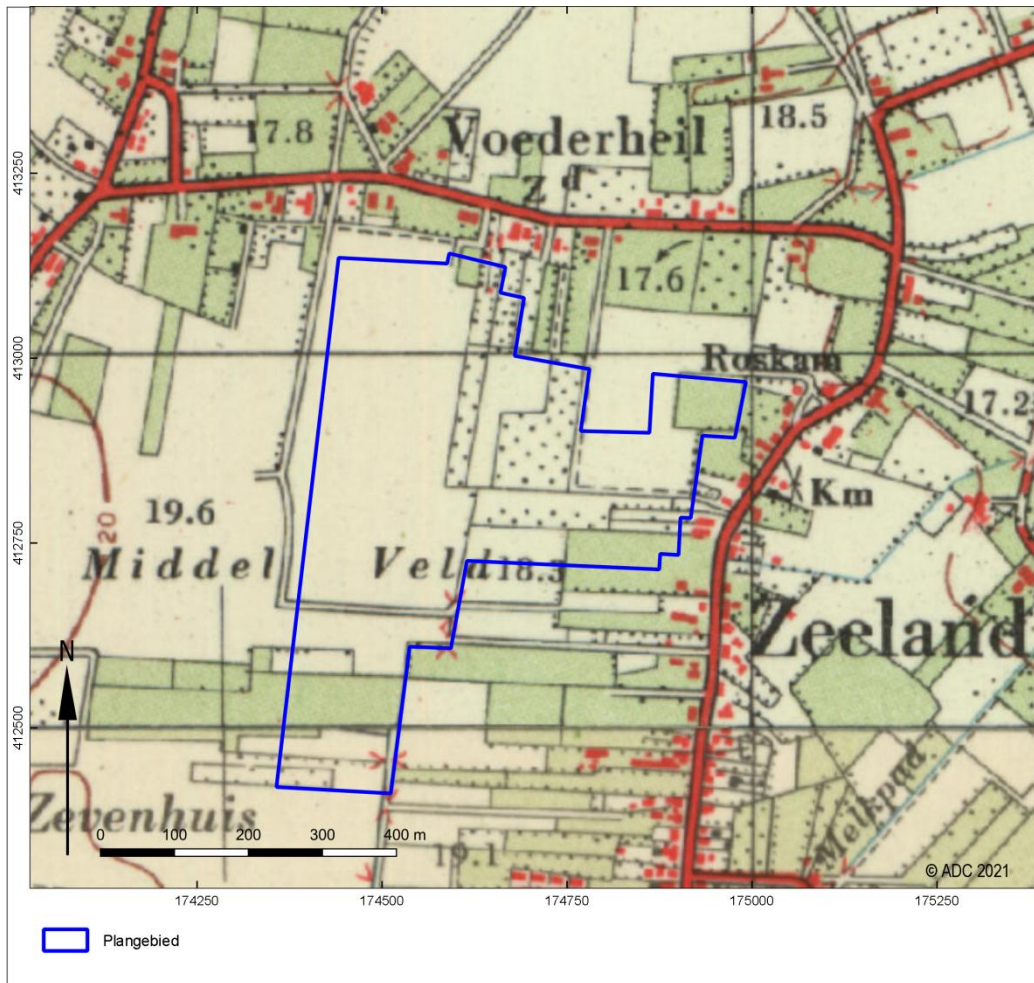 17.8
Voederheil
18.5
Zd
17.6
Roskam
17.2
Km
20
19.6
Middel Veld
18.3
Zeeland
N
Zevenhuis
0 100 200 300 400 m
19.1
Melkpad
© ADC 2021
413250
413000
412750
412500
174250 174500 174750 175000 175250
Plangebied